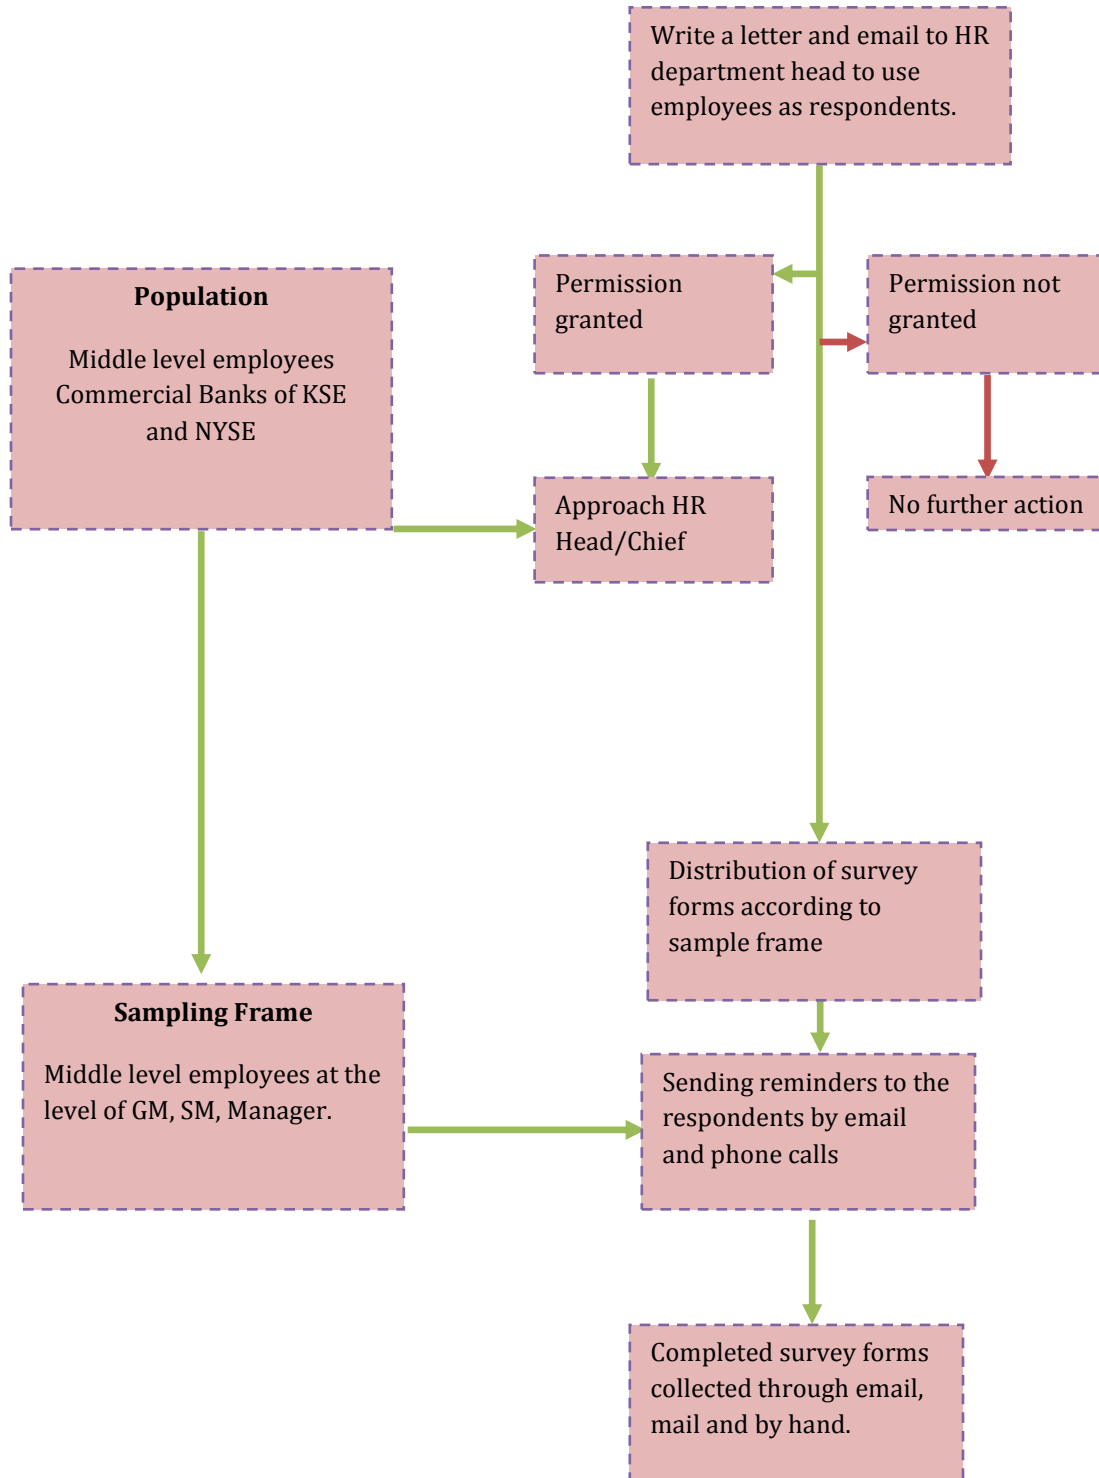 Write a letter and email to HR
department head to use
employees as respondents.
Permission
granted
Permission not
granted
Population
Middle level employees
Commercial Banks of KSE
and NYSE
Approach HR
Head/Chief
No further action
Distribution of survey
forms according to
sample frame
Sampling Frame
Middle level employees at the
level of GM, SM, Manager.
Sending reminders to the
respondents by email
and phone calls
Completed survey forms
collected through email,
mail and by hand.